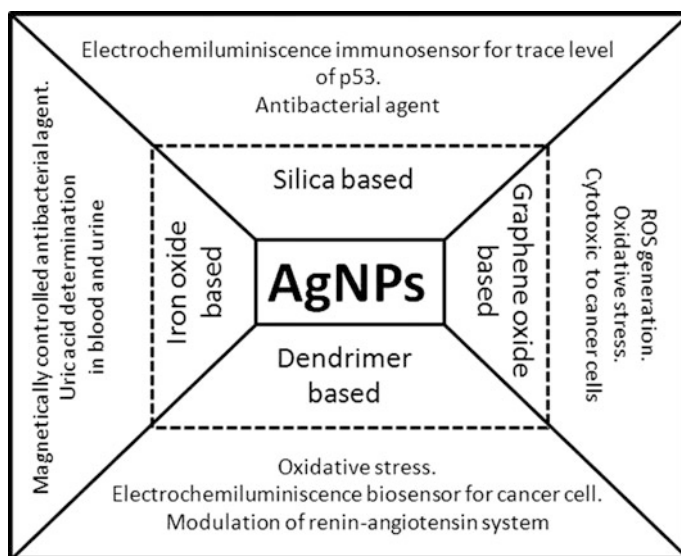 Electrochemiluminiscence immunosensor for trace level
of p53.
Antibacterial agent
Silica based
Magnetically controlled antibacterial agent.
Uric acid determination
in blood and urine
Iron oxide
based
AgNPs
Graphene oxide
based
ROS generation.
Oxidative stress.
Cytotoxic to cancer cells
Dendrimer
based
Oxidative stress.
Electrochemiluminiscence biosensor for cancer cell.
Modulation of renin-angiotensin system